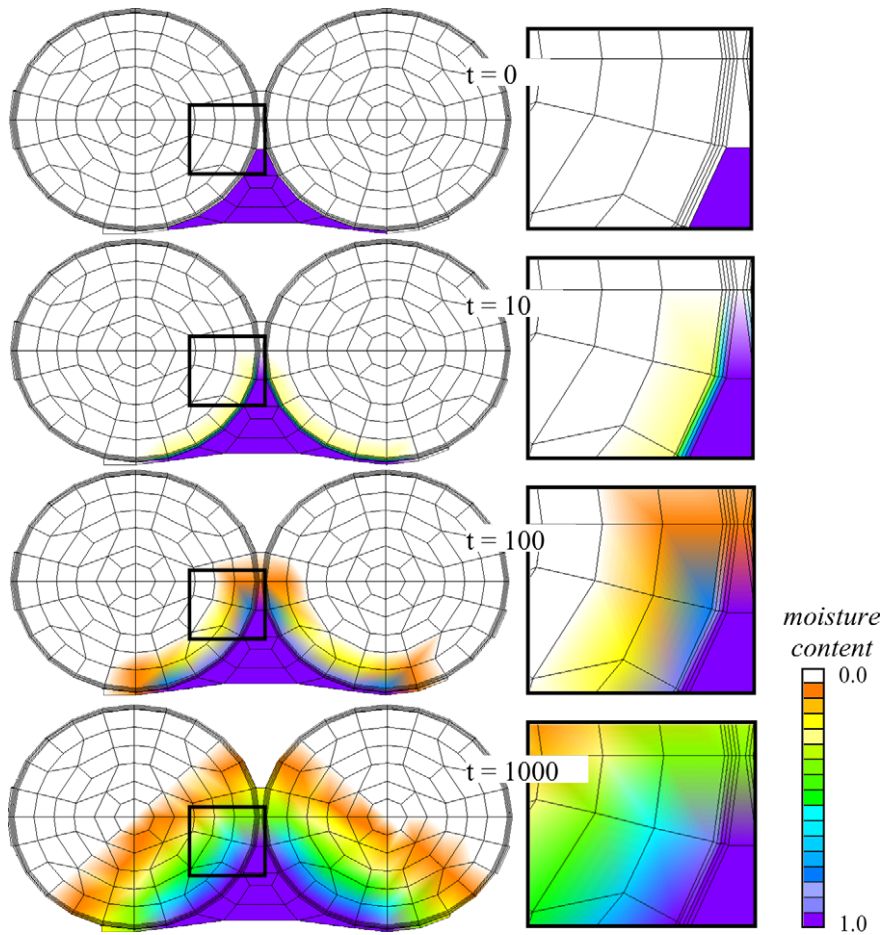 t = 0
t = 10
t = 100
moisture
content
0.0
t = 1000
1.0